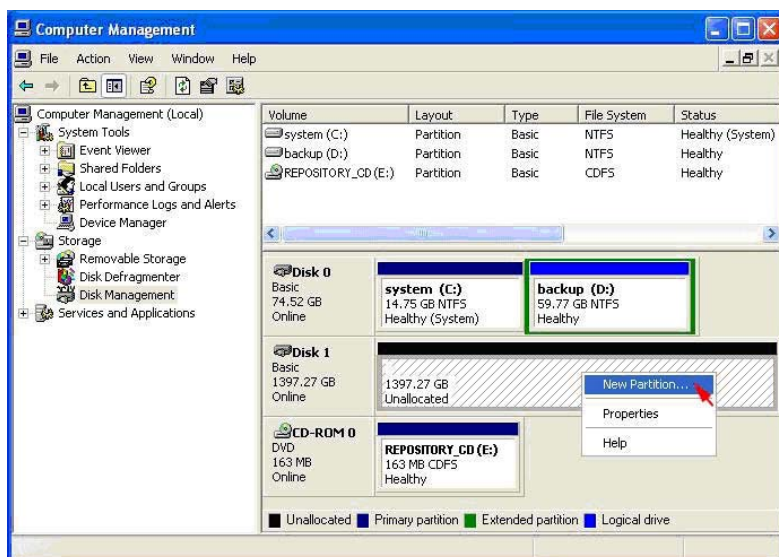 Computer Management
File Action View Window Help
Computer Management (Local)
System Tools
Event Viewer
Shared Folders
Local Users and Groups
Performance Logs and Alerts
Device Manager
Storage
Removable Storage
Disk Defragmenter
Disk Management
Services and Applications
Volume Layout Type File System Status
system (C:) Partition Basic NTFS Healthy (System)
backup (D:) Partition Basic NTFS Healthy
REPOSITORY_CD (E:) Partition Basic CDFS Healthy
Disk 0
Basic
74.52 GB
Online
system (C:)
14.75 GB NTFS
Healthy (System)
backup (D:)
59.77 GB NTFS
Healthy
Disk 1
Basic
1397.27 GB
Online
1397.27 GB
Unallocated
New Partition...
Properties
Help
CD-ROM 0
DVD
163 MB
Online
REPOSITORY_CD (E:)
163 MB CDFS
Healthy
Unallocated Primary partition Extended partition Logical drive